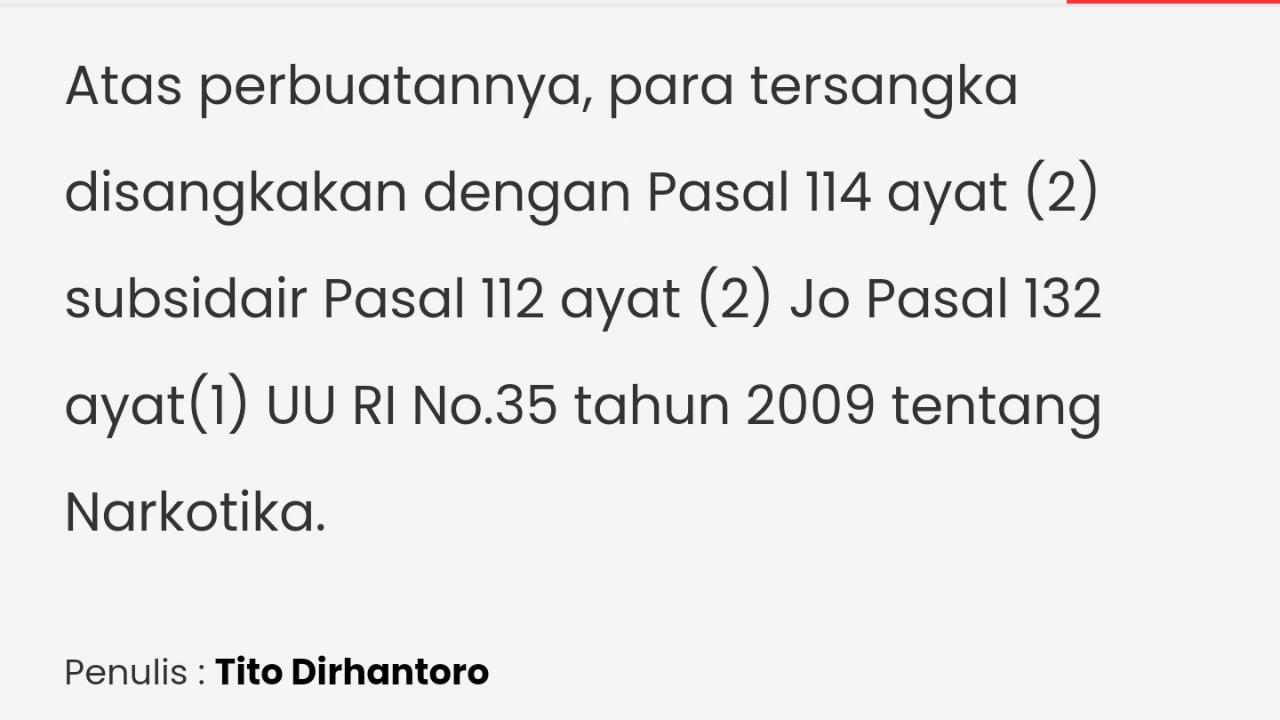 Atas perbuatannya, para tersangka
disangkakan dengan Pasal 114 ayat (2)
subsidair Pasal 112 ayat (2) Jo Pasal 132
ayat(1) UU RI No.35 tahun 2009 tentang
Narkotika.
Penulis : Tito Dirhantoro